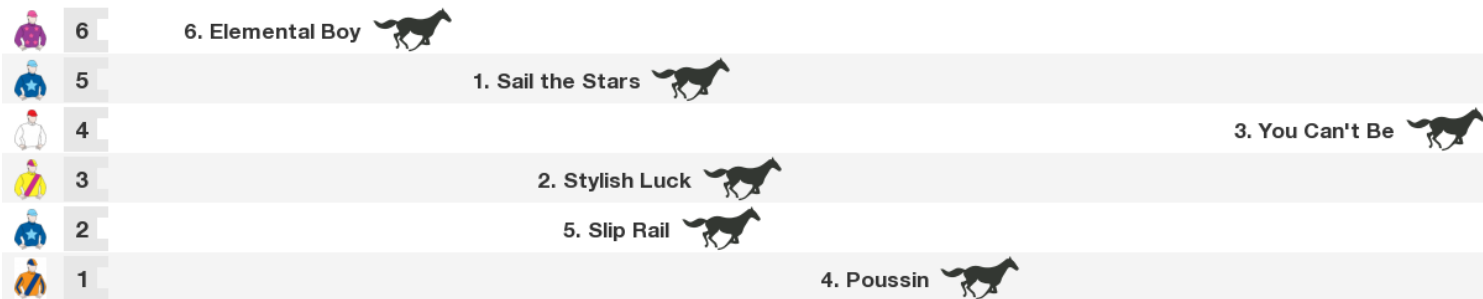 6 6. Elemental Boy
5 1. Sail the Stars
4 3. You Can't Be
3 2. Stylish Luck
2 5. Slip Rail
1 4. Poussin